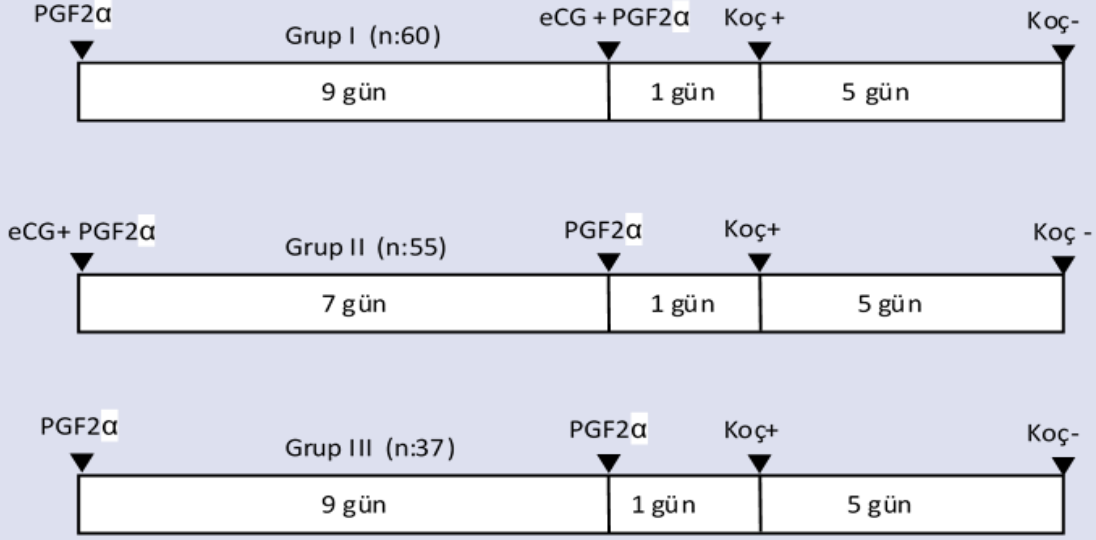 PGF2α eCG + PGF2α Koç + Koç-
Grup I (n:60)
9 gün 1 gün 5 gün
eCG+ PGF2α PGF2α Koç+ Koç -
Grup II (n:55)
7 gün 1 gün 5 gün
PGF2α PGF2α Koç+ Koç-
Grup III (n:37)
9 gün 1 gün 5 gün